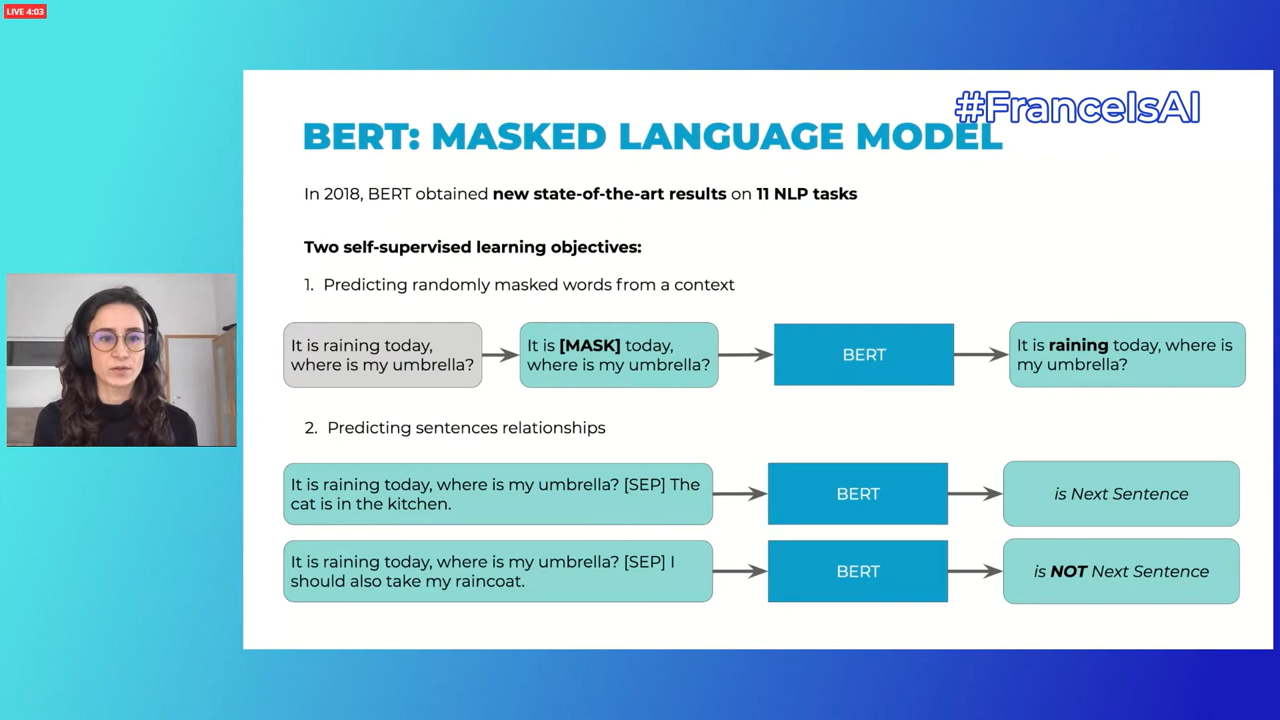 LIVE 4:03
#FranceIsAI
BERT: MASKED LANGUAGE MODEL
In 2018, BERT obtained new state-of-the-art results on 11 NLP tasks
Two self-supervised learning objectives:
1. Predicting randomly masked words from a context
It is raining today,
where is my umbrella?
It is [MASK] today,
where is my umbrella?
BERT
It is raining today, where is
my umbrella?
2. Predicting sentences relationships
It is raining today, where is my umbrella? [SEP] The
cat is in the kitchen.
BERT
is Next Sentence
It is raining today, where is my umbrella? [SEP] I
should also take my raincoat.
BERT
is NOT Next Sentence